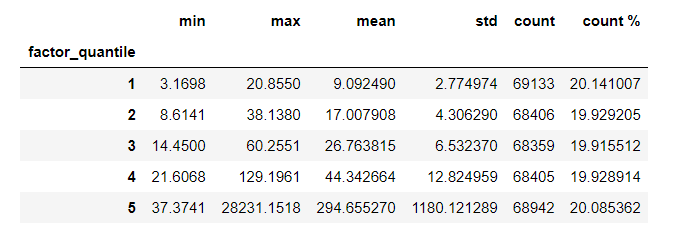 min max mean std count count %
factor_quantile
1 3.1698 20.8550 9.092490 2.774974 69133 20.141007
2 8.6141 38.1380 17.007908 4.306290 68406 19.929205
3 14.4500 60.2551 26.763815 6.532370 68359 19.915512
4 21.6068 129.1961 44.342664 12.824959 68405 19.928914
5 37.3741 28231.1518 294.655270 1180.121289 68942 20.085362